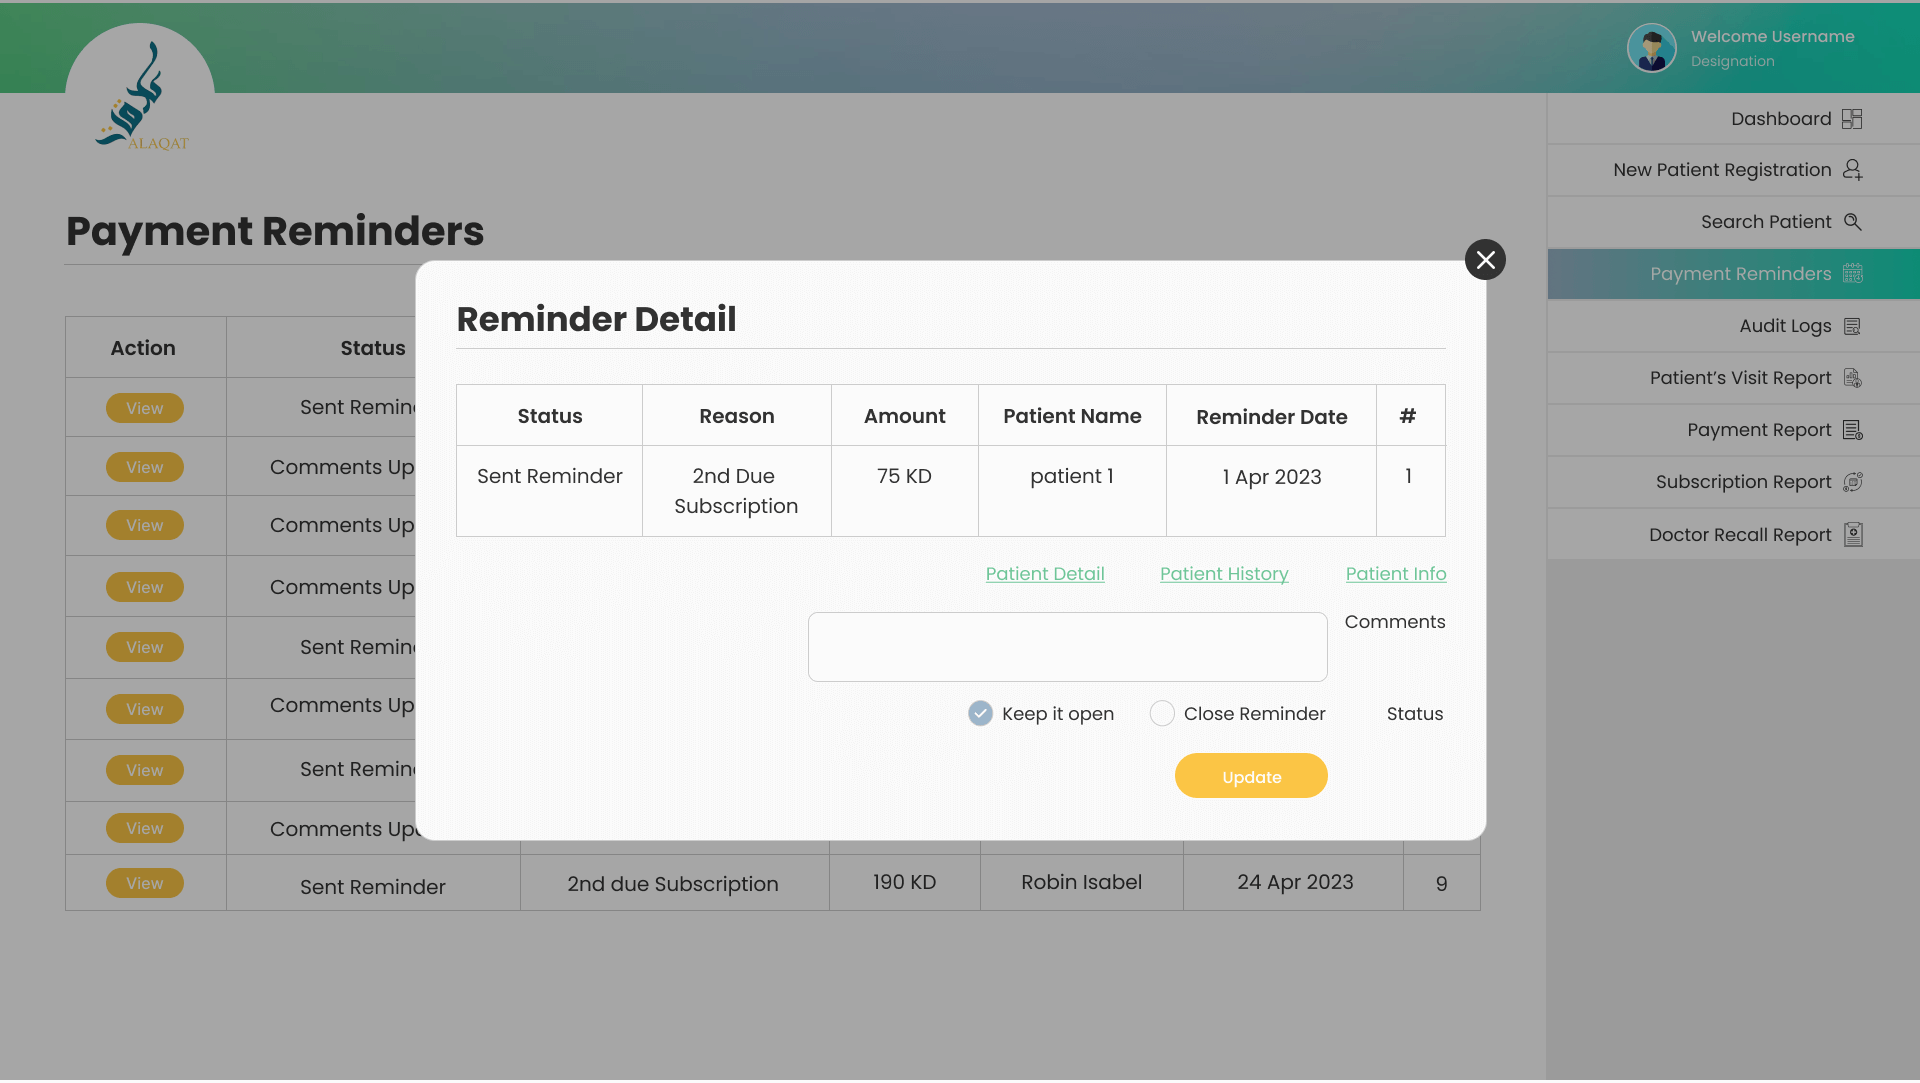 Welcome Username
Designation
ALAQAT
Dashboard
New Patient Registration
Search Patient
Payment Reminders
Audit Logs
Patient’s Visit Report
Payment Report
Subscription Report
Doctor Recall Report
Payment Reminders
Action Status
View Sent Remin
View Comments Up
View Comments Up
View Comments Up
View Sent Remin
View Comments Up
View Sent Remin
View Comments Up
View Sent Reminder 2nd due Subscription 190 KD Robin Isabel 24 Apr 2023 9
Reminder Detail
Status Reason Amount Patient Name Reminder Date #
Sent Reminder 2nd Due 75 KD patient 1 1 Apr 2023 1
Subscription
Patient Detail Patient History Patient Info
Comments
Keep it open Close Reminder Status
Update